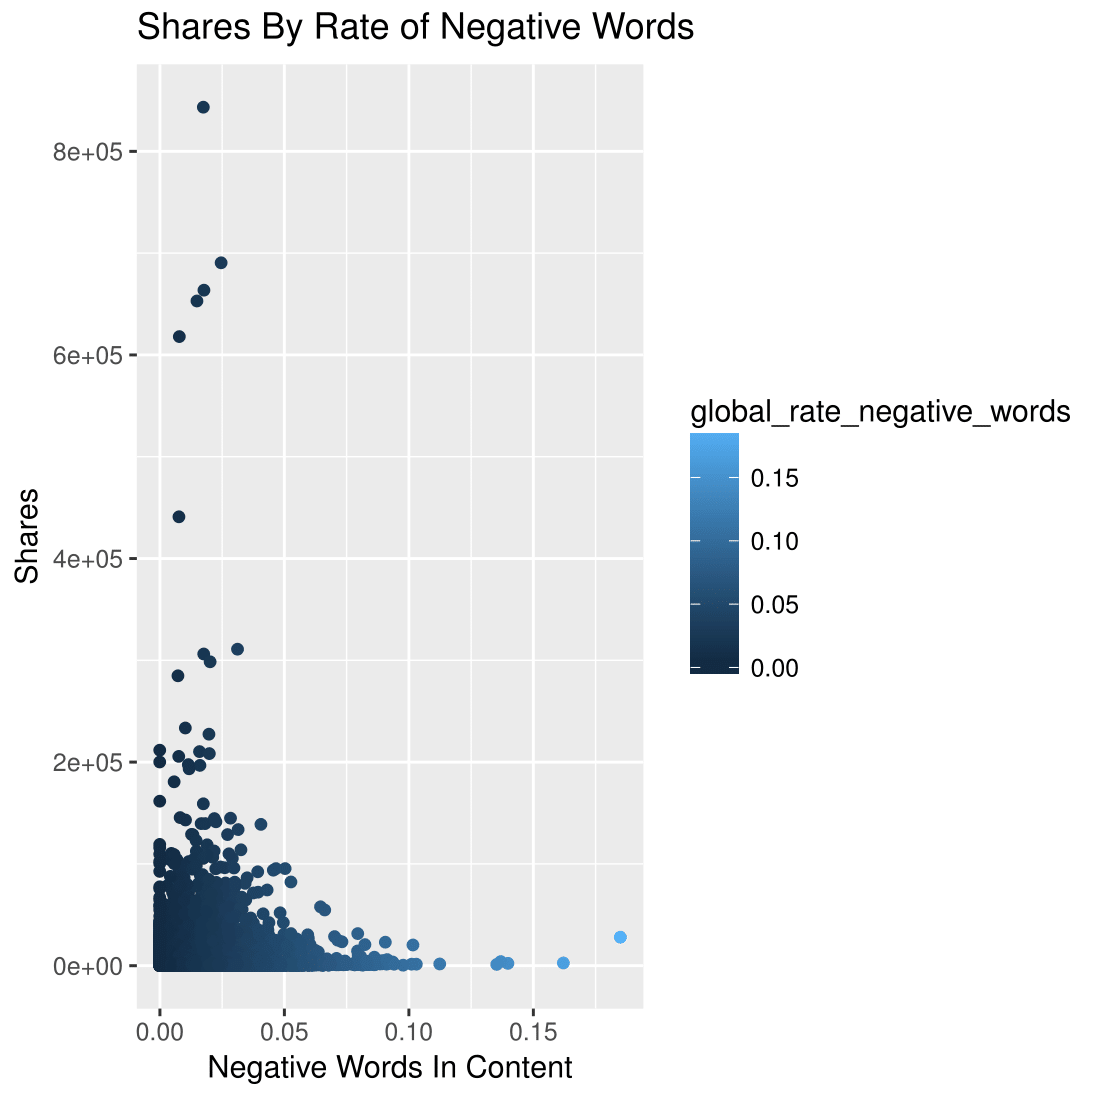 Shares By Rate of Negative Words
8e+05
6e+05
4e+05
2e+05
0e+00
Shares
0.00 0.05 0.10 0.15
Negative Words In Content
global_rate_negative_words
0.15
0.10
0.05
0.00